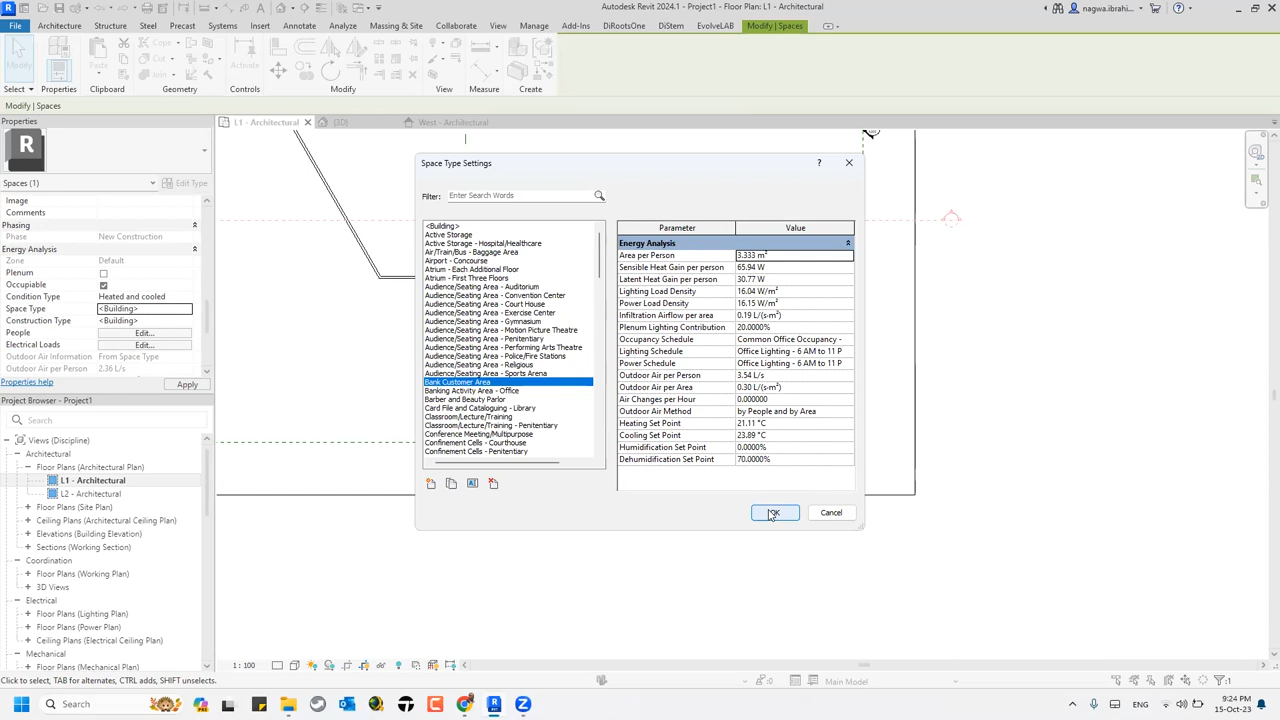 Autodesk Revit 2024.1 - Project1 - Floor Plan: L1 - Architectural
nagwa.ibrahi...
File Architecture Structure Steel Precast Systems Insert Annotate Analyze Massing & Site Collaborate View Manage Add-Ins DiRootsOne DiStem EvolveLAB Modify | Spaces
Modify Paste Cope Cut Join Activate
Select Properties Clipboard Geometry Controls Modify View Measure Create
Modify | Spaces
Properties
L1 - Architectural
{3D}
West - Architectural
R
Spaces (1)
Edit Type
Image
Comments
Phasing
Phase New Construction
Energy Analysis
Zone Default
Plenum
Occupiable
Condition Type Heated and cooled
Space Type <Building>
Construction Type <Building>
People Edit...
Electrical Loads Edit...
Outdoor Air Information From Space Type
Outdoor Air per Person 2.36 L/s
Properties help
Apply
Project Browser - Project1
Search
Views (Discipline)
Architectural
Floor Plans (Architectural Plan)
L1 - Architectural
L2 - Architectural
Floor Plans (Site Plan)
Ceiling Plans (Architectural Ceiling Plan)
Elevations (Building Elevation)
Sections (Working Section)
Coordination
Floor Plans (Working Plan)
3D Views
Electrical
Floor Plans (Lighting Plan)
Floor Plans (Power Plan)
Ceiling Plans (Electrical Ceiling Plan)
Mechanical
Floor Plans (Mechanical Plan)
Space Type Settings
?
Filter: Enter Search Words
<Building>
Active Storage
Active Storage - Hospital/Healthcare
Air/Train/Bus - Baggage Area
Airport - Concourse
Atrium - Each Additional Floor
Atrium - First Three Floors
Audience/Seating Area - Auditorium
Audience/Seating Area - Convention Center
Audience/Seating Area - Court House
Audience/Seating Area - Exercise Center
Audience/Seating Area - Gymnasium
Audience/Seating Area - Motion Picture Theatre
Audience/Seating Area - Penitentiary
Audience/Seating Area - Performing Arts Theatre
Audience/Seating Area - Police/Fire Stations
Audience/Seating Area - Religious
Audience/Seating Area - Sports Arena
Bank Customer Area
Banking Activity Area - Office
Barber and Beauty Parlor
Card File and Cataloguing - Library
Classroom/Lecture/Training
Classroom/Lecture/Training - Penitentiary
Conference Meeting/Multipurpose
Confinement Cells - Courthouse
Confinement Cells - Penitentiary
Parameter Value
Energy Analysis
Area per Person 3.333 m²
Sensible Heat Gain per person 65.94 W
Latent Heat Gain per person 30.77 W
Lighting Load Density 16.04 W/m²
Power Load Density 16.15 W/m²
Infiltration Airflow per area 0.19 L/(s·m²)
Plenum Lighting Contribution 20.0000%
Occupancy Schedule Common Office Occupancy -
Lighting Schedule Office Lighting - 6 AM to 11 P
Power Schedule Office Lighting - 6 AM to 11 P
Outdoor Air per Person 3.54 L/s
Outdoor Air per Area 0.30 L/(s·m²)
Air Changes per Hour 0.000000
Outdoor Air Method by People and by Area
Heating Set Point 21.11 °C
Cooling Set Point 23.89 °C
Humidification Set Point 0.0000%
Dehumidification Set Point 70.0000%
OK
Cancel
1 : 100
Click to select, TAB for alternates, CTRL adds, SHIFT unselects.
:0
Main Model
:1
Search
ENG
9:24 PM
15-Oct-23